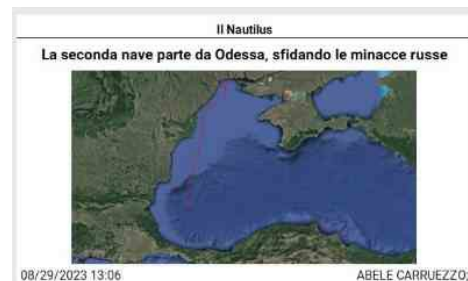 Il Nautilus
La seconda nave parte da Odessa, sfidando le minacce russe
08/29/2023 13:06 ABELE CARRUEZZO;